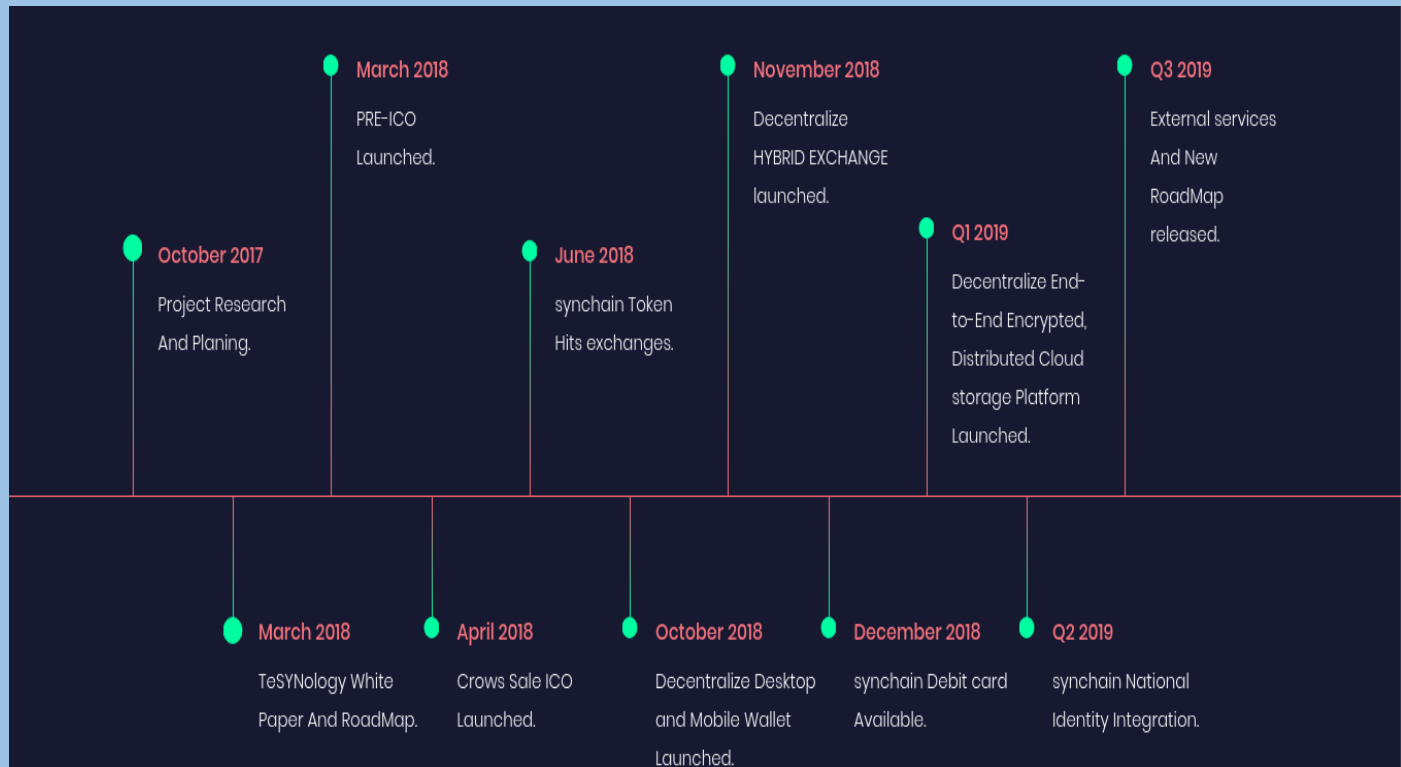 March 2018
PRE-ICO
Launched.
November 2018
Decentralize
HYBRID EXCHANGE
launched.
Q3 2019
External services
And New
RoadMap
released.
October 2017
Project Research
And Planing.
June 2018
synchain Token
Hits exchanges.
Q1 2019
Decentralize End-
to-End Encrypted,
Distributed Cloud
storage Platform
Launched.
March 2018
TeSYNology White
Paper And RoadMap.
April 2018
Crows Sale ICO
Launched.
October 2018
Decentralize Desktop
and Mobile Wallet
Launched.
December 2018
synchain Debit card
Available.
Q2 2019
synchain National
Identity Integration.